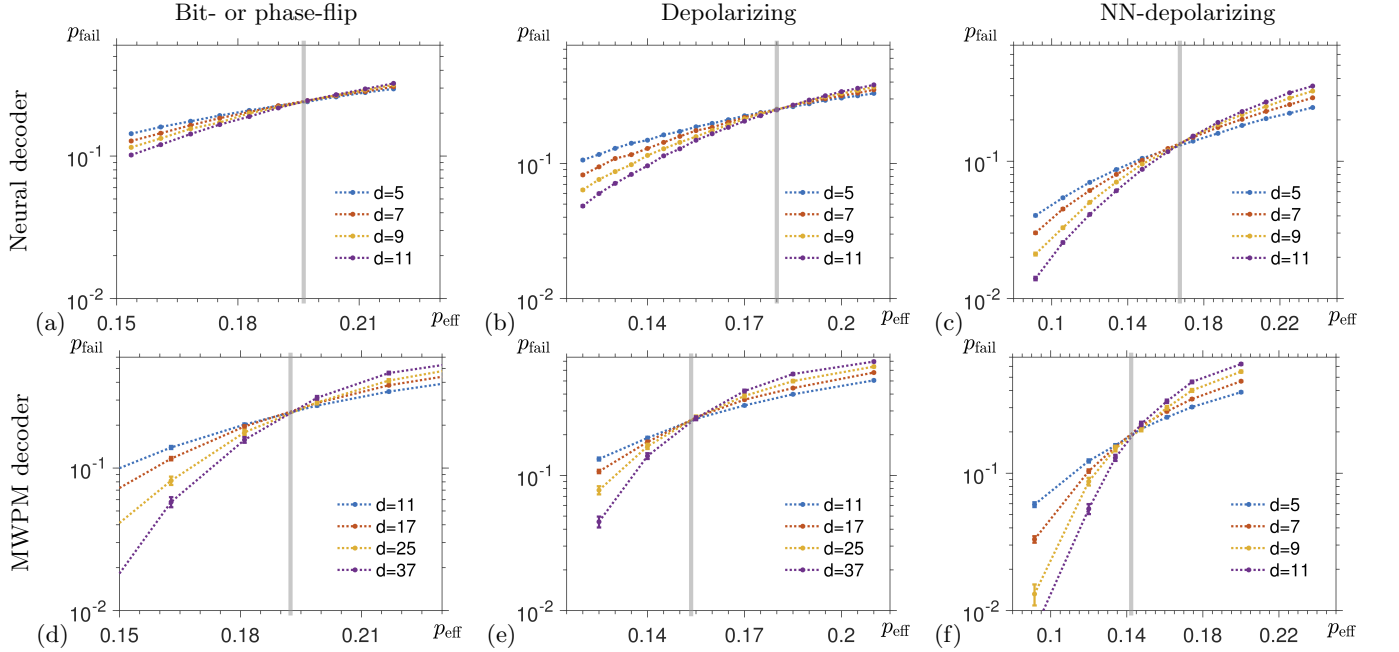 Bit- or phase-flip
Depolarizing
NN-depolarizing
Neural decoder
p_fail
10^-1
10^-2
d=5
d=7
d=9
d=11
(a)
0.15
0.18
0.21
p_eff
p_fail
10^-1
10^-2
d=5
d=7
d=9
d=11
(b)
0.14
0.17
0.2
p_eff
p_fail
10^-1
10^-2
d=5
d=7
d=9
d=11
(c)
0.1
0.14
0.18
0.22
p_eff
MWPM decoder
p_fail
10^-1
10^-2
d=11
d=17
d=25
d=37
(d)
0.15
0.18
0.21
p_eff
p_fail
10^-1
10^-2
d=11
d=17
d=25
d=37
(e)
0.14
0.17
0.2
p_eff
p_fail
10^-1
10^-2
d=5
d=7
d=9
d=11
(f)
0.1
0.14
0.18
0.22
p_eff